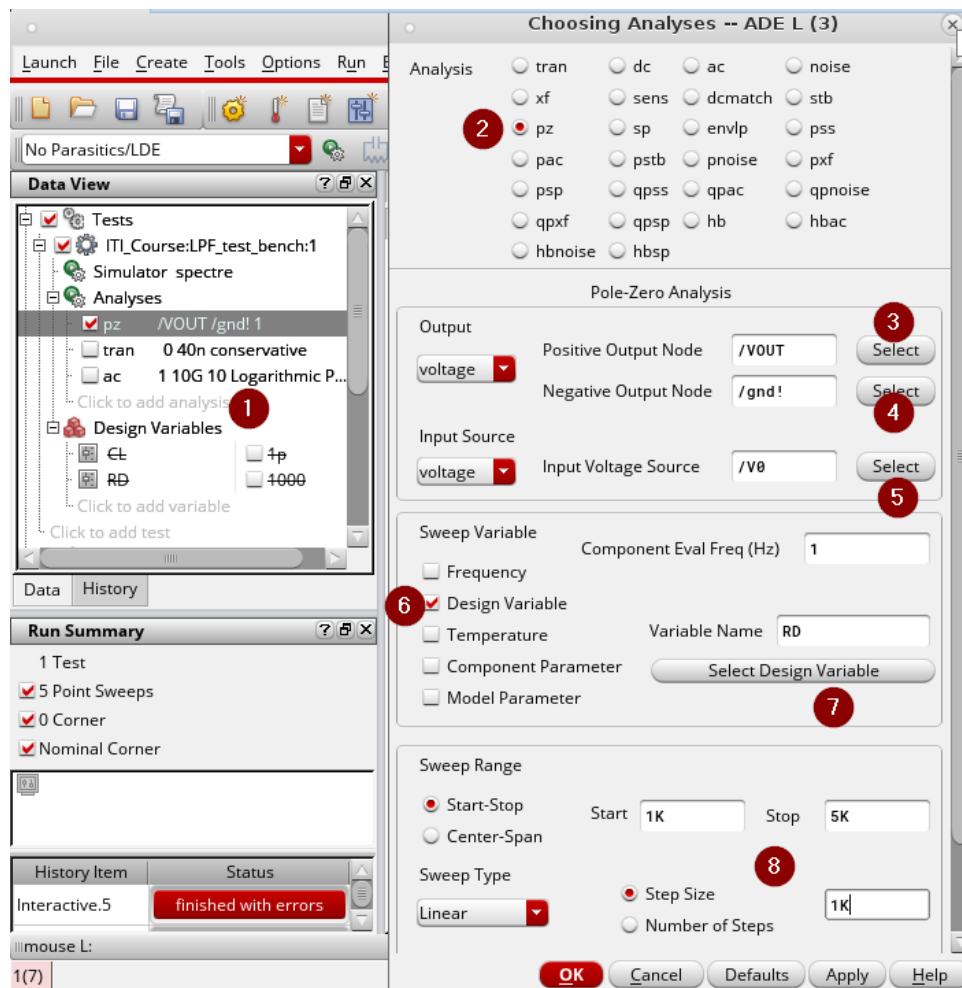 Launch File Create Tools Options Run
No Parasitics/LDE
Data View
Tests
ITI_Course:LPF_test_bench:1
Simulator spectre
Analyses
pz /VOUT /gnd! 1
tran 0 40n conservative
ac 1 10G 10 Logarithmic P...
Click to add analysis
1
Design Variables
CL 1p
RD 1000
Click to add variable
Click to add test
Data History
Run Summary
1 Test
5 Point Sweeps
0 Corner
Nominal Corner
History Item Status
Interactive.5 finished with errors
mouse L:
1(7)
Choosing Analyses -- ADE L (3)
Analysis tran dc ac noise
xf sens dcmatch stb
2 pz sp envlp pss
pac pstb pnoise pxf
psp qpss qpac qpnoise
qpxf qpsp hb hbac
hbnoise hbsp
Pole-Zero Analysis
Output
3
voltage Positive Output Node /VOUT Select
Negative Output Node /gnd! Select
4
Input Source
voltage Input Voltage Source /V0 Select
5
Sweep Variable
Component Eval Freq (Hz) 1
Frequency
6 Design Variable
Temperature Variable Name RD
Component Parameter Select Design Variable
Model Parameter 7
Sweep Range
Start-Stop Start 1K Stop 5K
Center-Span
8
Sweep Type
Linear Step Size 1K
Number of Steps
OK Cancel Defaults Apply Help